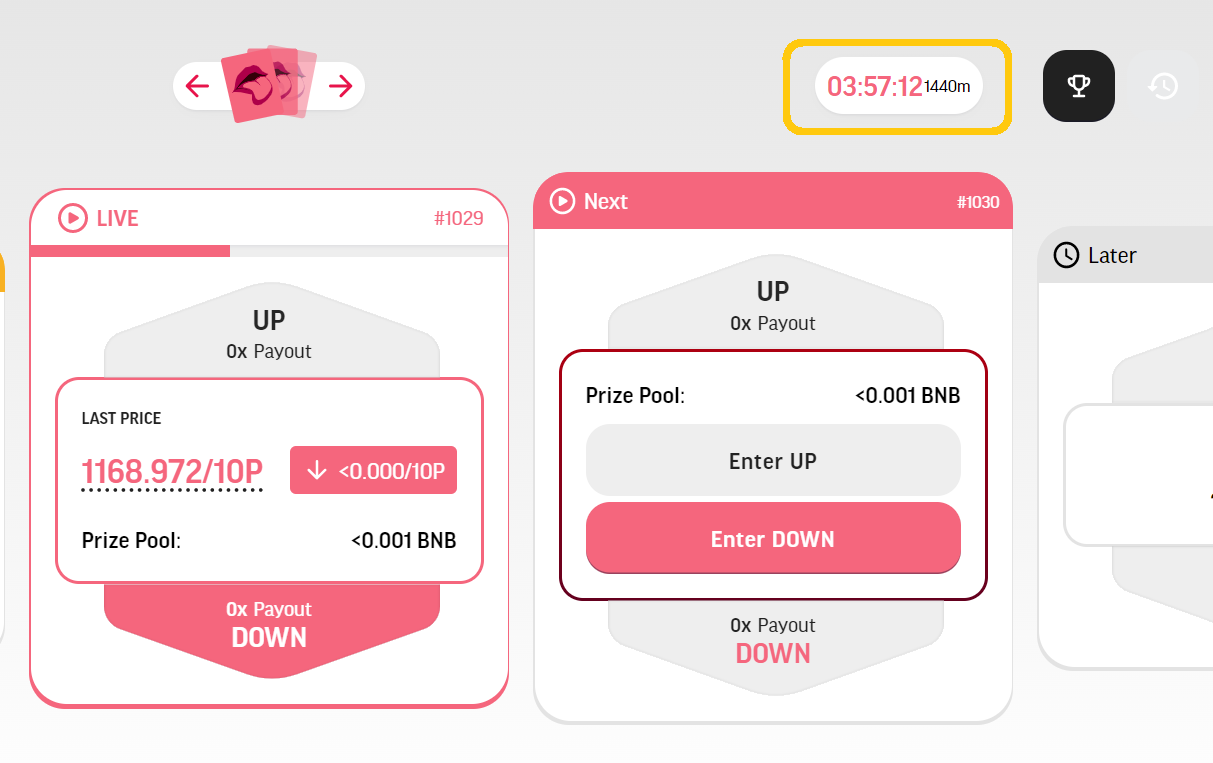 03:57:12 1440m
LIVE #1029
UP
0x Payout
LAST PRICE
1168.972/10P <0.000/10P
Prize Pool: <0.001 BNB
0x Payout
DOWN
Next #1030
UP
0x Payout
Prize Pool: <0.001 BNB
Enter UP
Enter DOWN
0x Payout
DOWN
Later